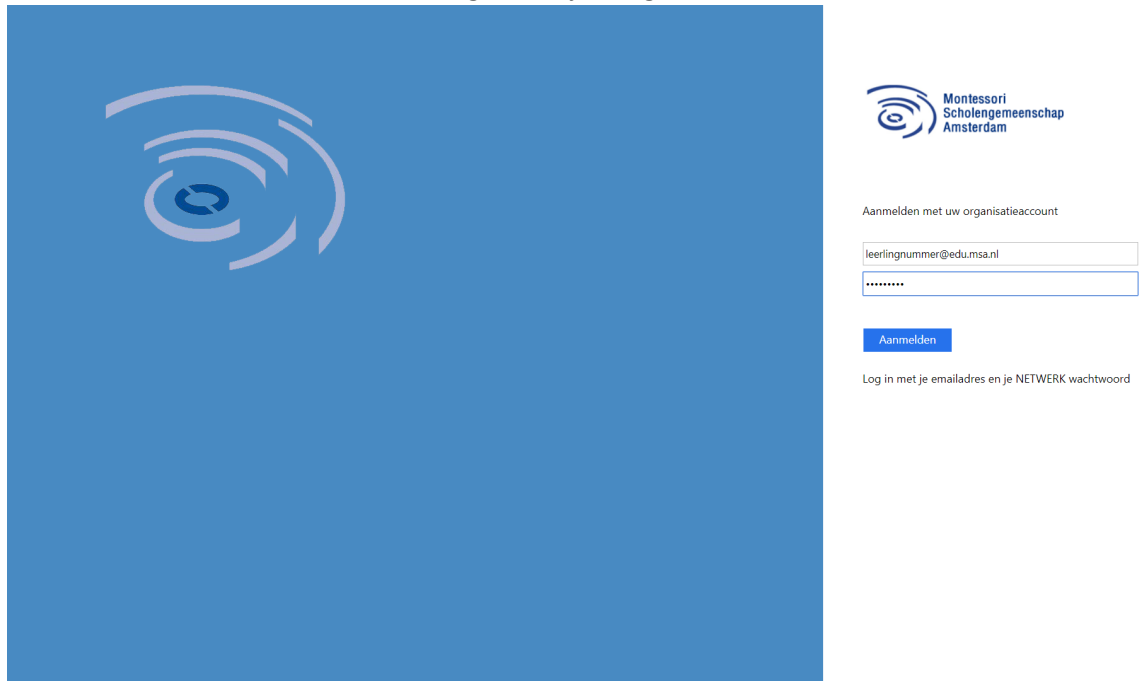 Montessori
Scholengemeenschap
Amsterdam
Aanmelden met uw organisatieaccount
leerlingnummer@edu.msa.nl
•••••••••
Aanmelden
Log in met je emailadres en je NETWERK wachtwoord